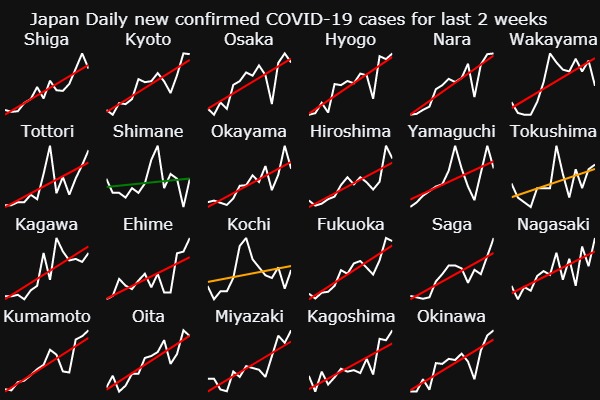 Japan Daily new confirmed COVID-19 cases for last 2 weeks
Shiga Kyoto Osaka Hyogo Nara Wakayama
Tottori Shimane Okayama Hiroshima Yamaguchi Tokushima
Kagawa Ehime Kochi Fukuoka Saga Nagasaki
Kumamoto Oita Miyazaki Kagoshima Okinawa